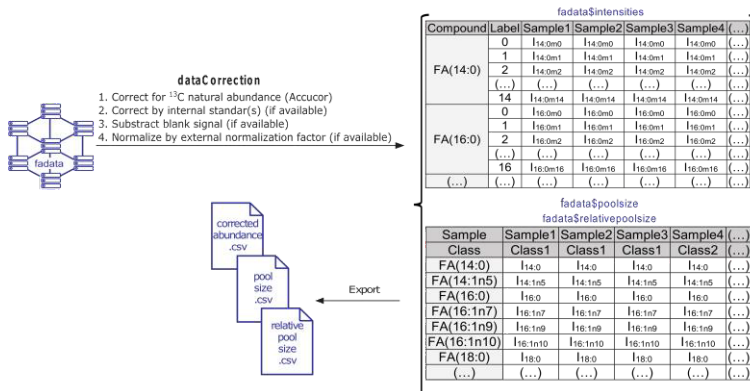 fadata$intensities
Compound Label Sample1 Sample2 Sample3 Sample4 (...)
FA(14:0)
0 I14:0m0 I14:0m0 I14:0m0 I14:0m0 (...)
1 I14:0m1 I14:0m1 I14:0m1 I14:0m1 (...)
2 I14:0m2 I14:0m2 I14:0m2 I14:0m2 (...)
(...) (...) (...) (...) (...) (...)
14 I14:0m14 I14:0m14 I14:0m14 I14:0m14 (...)
FA(16:0)
0 I16:0m0 I16:0m0 I16:0m0 I16:0m0 (...)
1 I16:0m1 I16:0m1 I16:0m1 I16:0m1 (...)
2 I16:0m2 I16:0m2 I16:0m2 I16:0m2 (...)
(...) (...) (...) (...) (...) (...)
16 I16:0m16 I16:0m16 I16:0m16 I16:0m16 (...)
(...) (...) (...) (...) (...) (...)
dataCorrection
1. Correct for ¹³C natural abundance (Accucor)
2. Correct by internal standar(s) (if available)
3. Substract blank signal (if available)
4. Normalize by external normalization factor (if available)
fadata
fadata$poolsize
fadata$relativepoolsize
Sample Sample1 Sample2 Sample3 Sample4 (...)
Class Class1 Class1 Class1 Class2 (...)
FA(14:0) I14:0 I14:0 I14:0 I14:0 (...)
FA(14:1n5) I14:1n5 I14:1n5 I14:1n5 I14:1n5 (...)
FA(16:0) I16:0 I16:0 I16:0 I16:0 (...)
FA(16:1n7) I16:1n7 I16:1n7 I16:1n7 I16:1n7 (...)
FA(16:1n9) I16:1n9 I16:1n9 I16:1n9 I16:1n9 (...)
FA(16:1n10) I16:1n10 I16:1n10 I16:1n10 I16:1n10 (...)
FA(18:0) I18:0 I18:0 I18:0 I18:0 (...)
(...) (...) (...) (...) (...) (...)
Export
corrected
abundance
.csv
pool
size
.csv
relative
pool
size
.csv